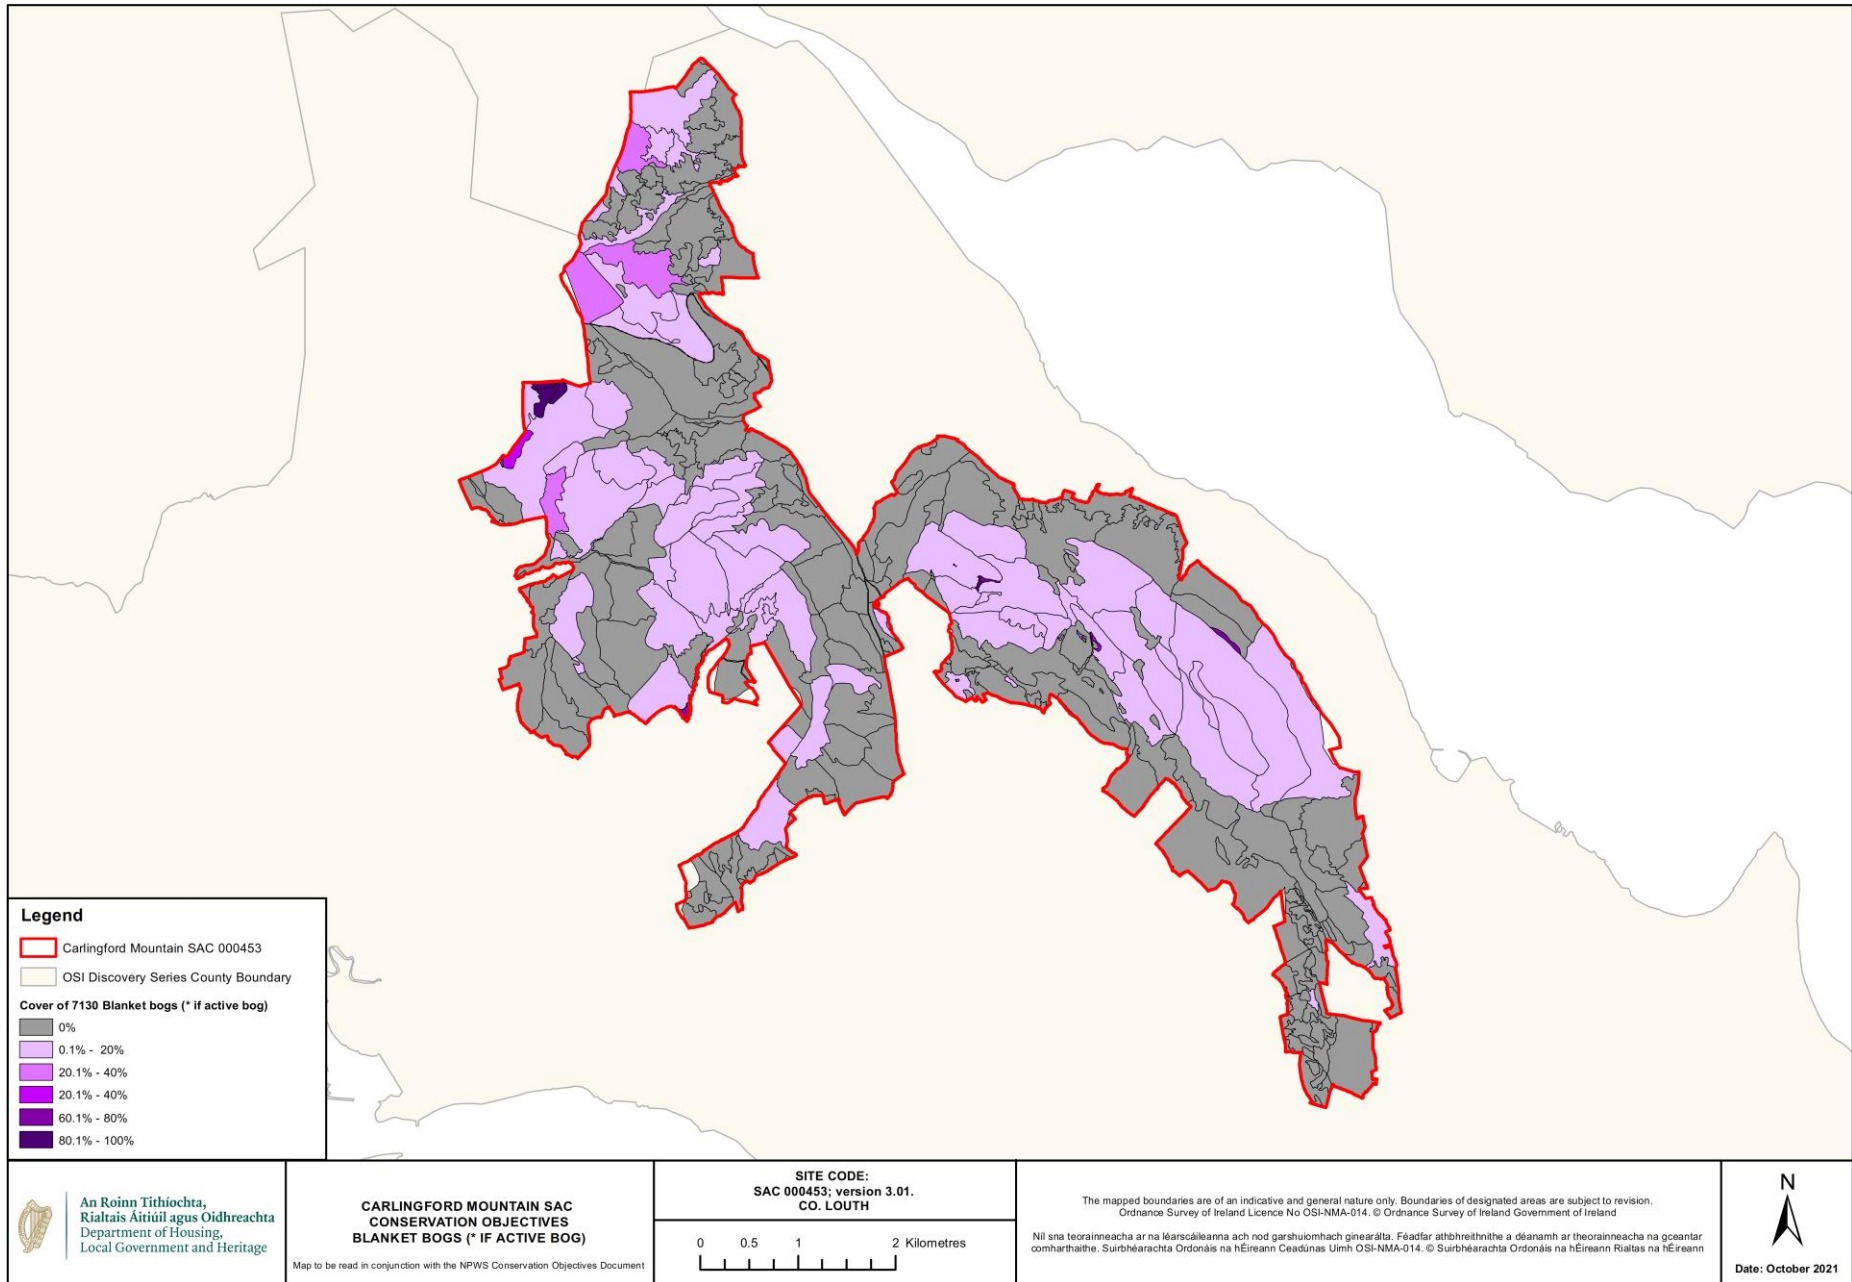 Legend
Carlingford Mountain SAC 000453
OSI Discovery Series County Boundary
Cover of 7130 Blanket bogs (* if active bog)
0%
0.1% - 20%
20.1% - 40%
20.1% - 40%
60.1% - 80%
80.1% - 100%
An Roinn Tithíochta,
Rialtais Áitiúil agus Oidhreachta
Department of Housing,
Local Government and Heritage
CARLINGFORD MOUNTAIN SAC
CONSERVATION OBJECTIVES
BLANKET BOGS (* IF ACTIVE BOG)
Map to be read in conjunction with the NPWS Conservation Objectives Document
SITE CODE:
SAC 000453; version 3.01.
CO. LOUTH
0 0.5 1 2 Kilometres
The mapped boundaries are of an indicative and general nature only. Boundaries of designated areas are subject to revision.
Ordnance Survey of Ireland Licence No OSI-NMA-014. © Ordnance Survey of Ireland Government of Ireland
Níl sna teorainneacha ar na léarscáileanna ach nod garshuiomhach ginearálta. Féadfar athbhreithnithe a déanamh ar theorainneacha na gceantar
comharthaithe. Suirbhéarachta Ordonáis na hÉireann Ceadúnas Uimh OSI-NMA-014. © Suirbhéarachta Ordonáis na hÉireann Rialtas na hÉireann
N
Date: October 2021